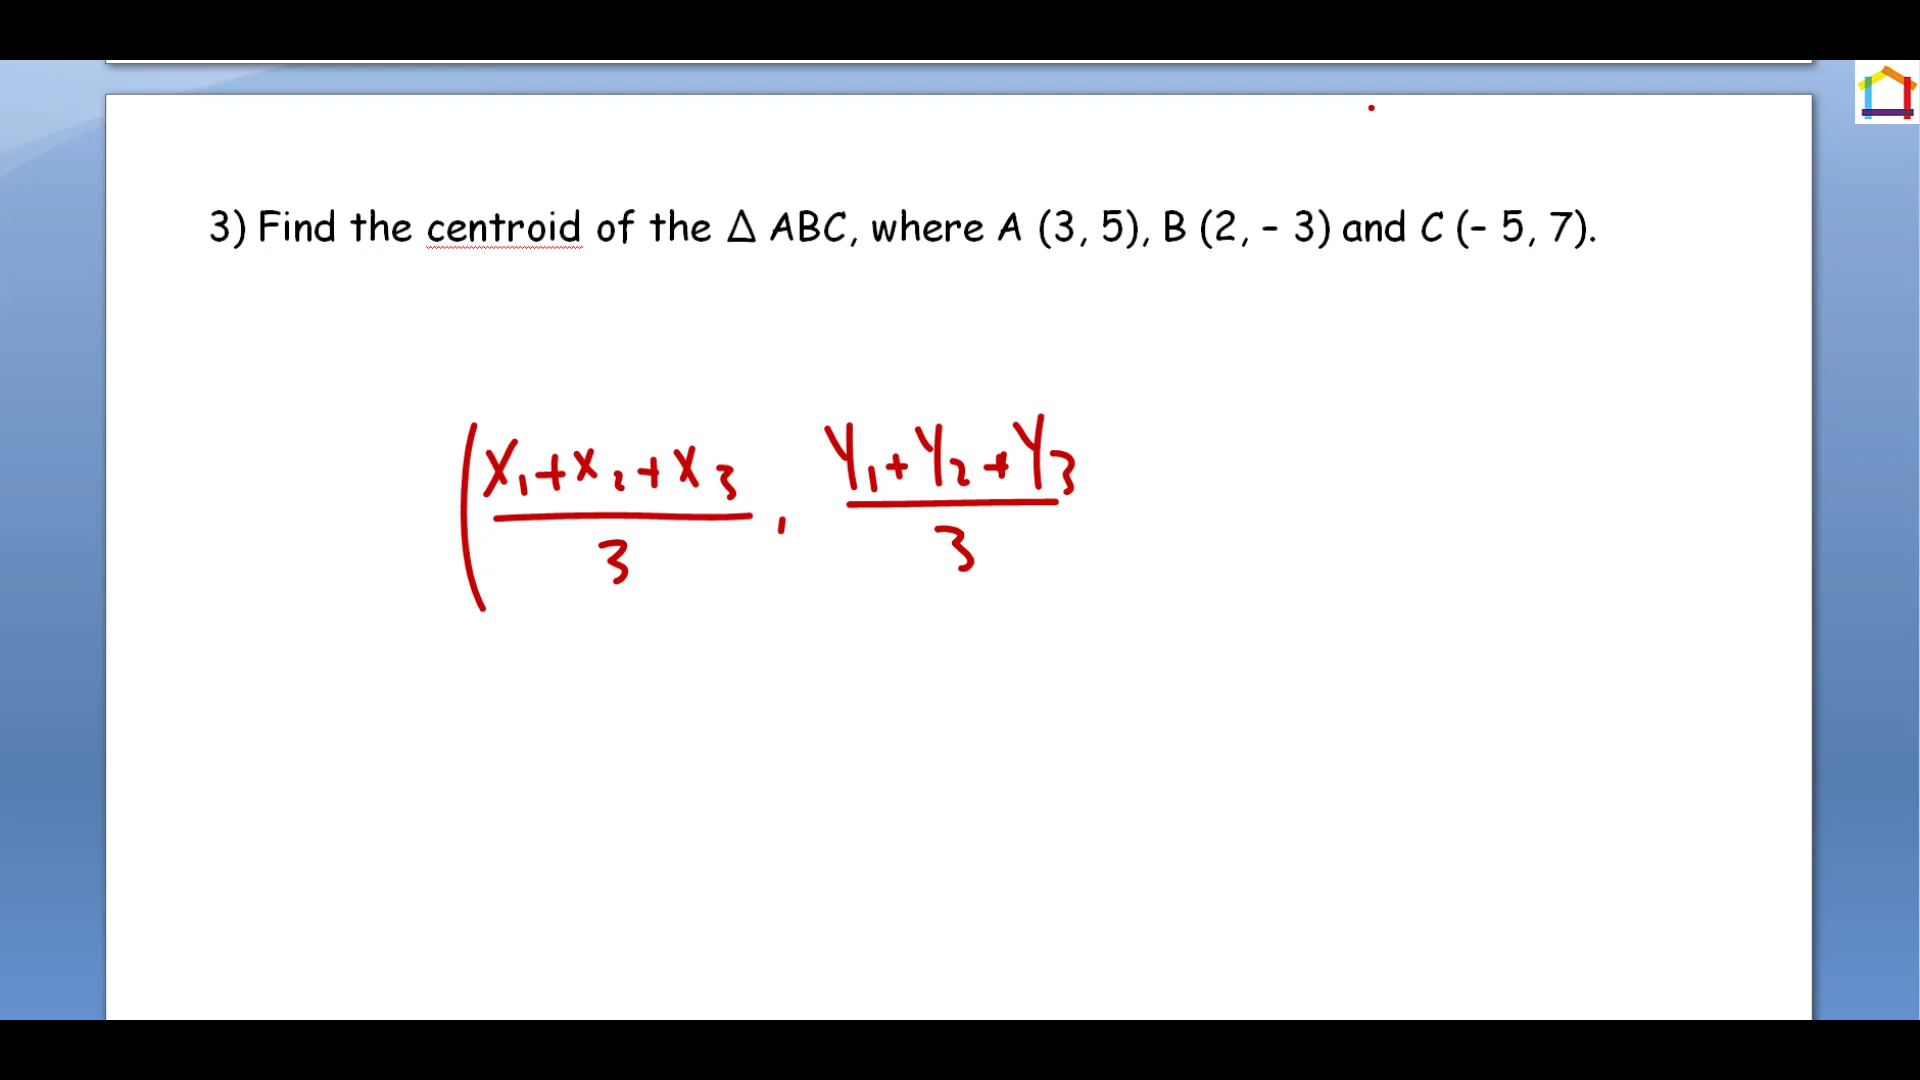 3) Find the centroid of the Δ ABC, where A (3, 5), B (2, – 3) and C (– 5, 7).
(X₁+X₂+X₃ , Y₁+Y₂+Y₃
3 3